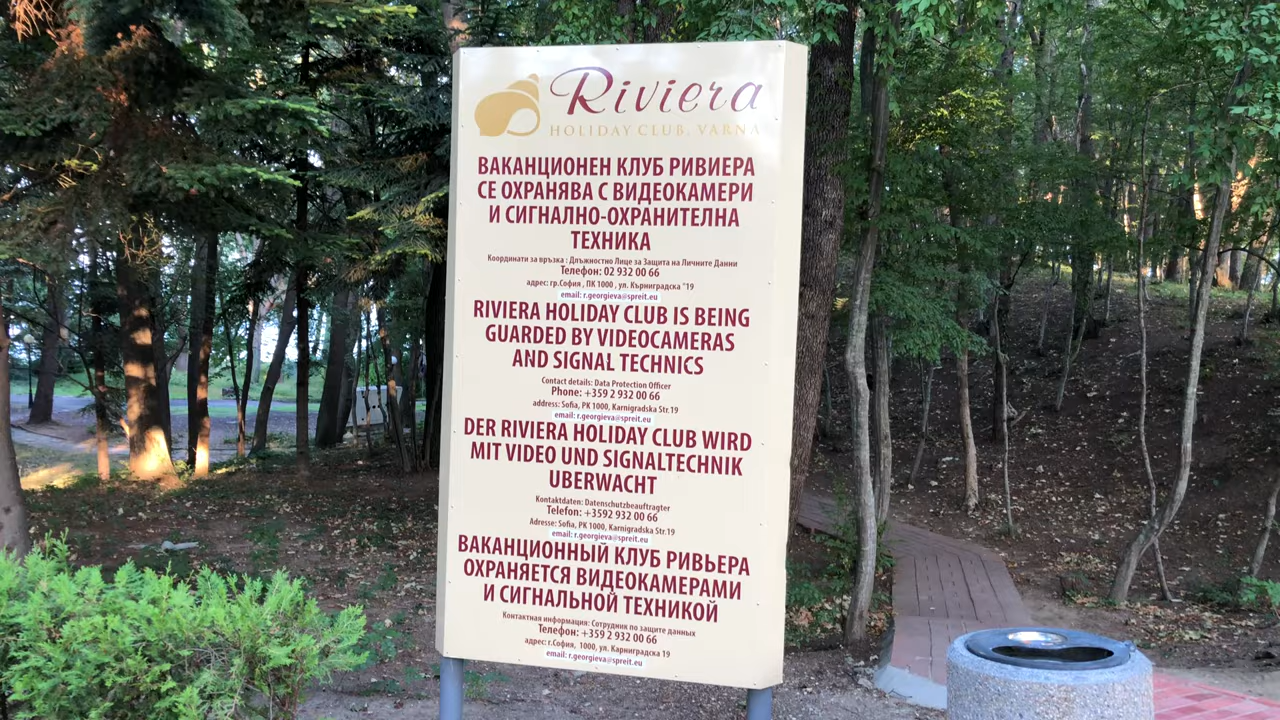 Riviera
HOLIDAY CLUB, VARNA
ВАКАНЦИОНЕН КЛУБ РИВИЕРА
СЕ ОХРАНЯВА С ВИДЕОКАМЕРИ
И СИГНАЛНО-ОХРАНИТЕЛНА
ТЕХНИКА
Координати за връзка : Длъжностно Лице за Защита на Личните Данни
Телефон: 02 932 00 66
адрес: гр.София , ПК 1000 , ул. Кърниградска "19
email: r.georgieva@spreit.eu
RIVIERA HOLIDAY CLUB IS BEING
GUARDED BY VIDEOCAMERAS
AND SIGNAL TECHNICS
Contact details: Data Protection Officer
Phone: +359 2 932 00 66
address: Sofia, PK 1000, Karnigradska Str.19
email: r.georgieva@spreit.eu
DER RIVIERA HOLIDAY CLUB WIRD
MIT VIDEO UND SIGNALTECHNIK
UBERWACHT
Kontaktdaten: Datenschutzbeauftragter
Telefon: +3592 932 00 66
Adresse: Sofia, PK 1000, Karnigradska Str.19
email: r.georgieva@spreit.eu
ВАКАНЦИОННЫЙ КЛУБ РИВЬЕРА
ОХРАНЯЕТСЯ ВИДЕОКАМЕРАМИ
И СИГНАЛЬНОЙ ТЕХНИКОЙ
Контактная информация: Сотрудник по защите данных
Телефон: +359 2 932 00 66
адрес: г.София, 1000, ул. Карниградска 19
email: r.georgieva@spreit.eu